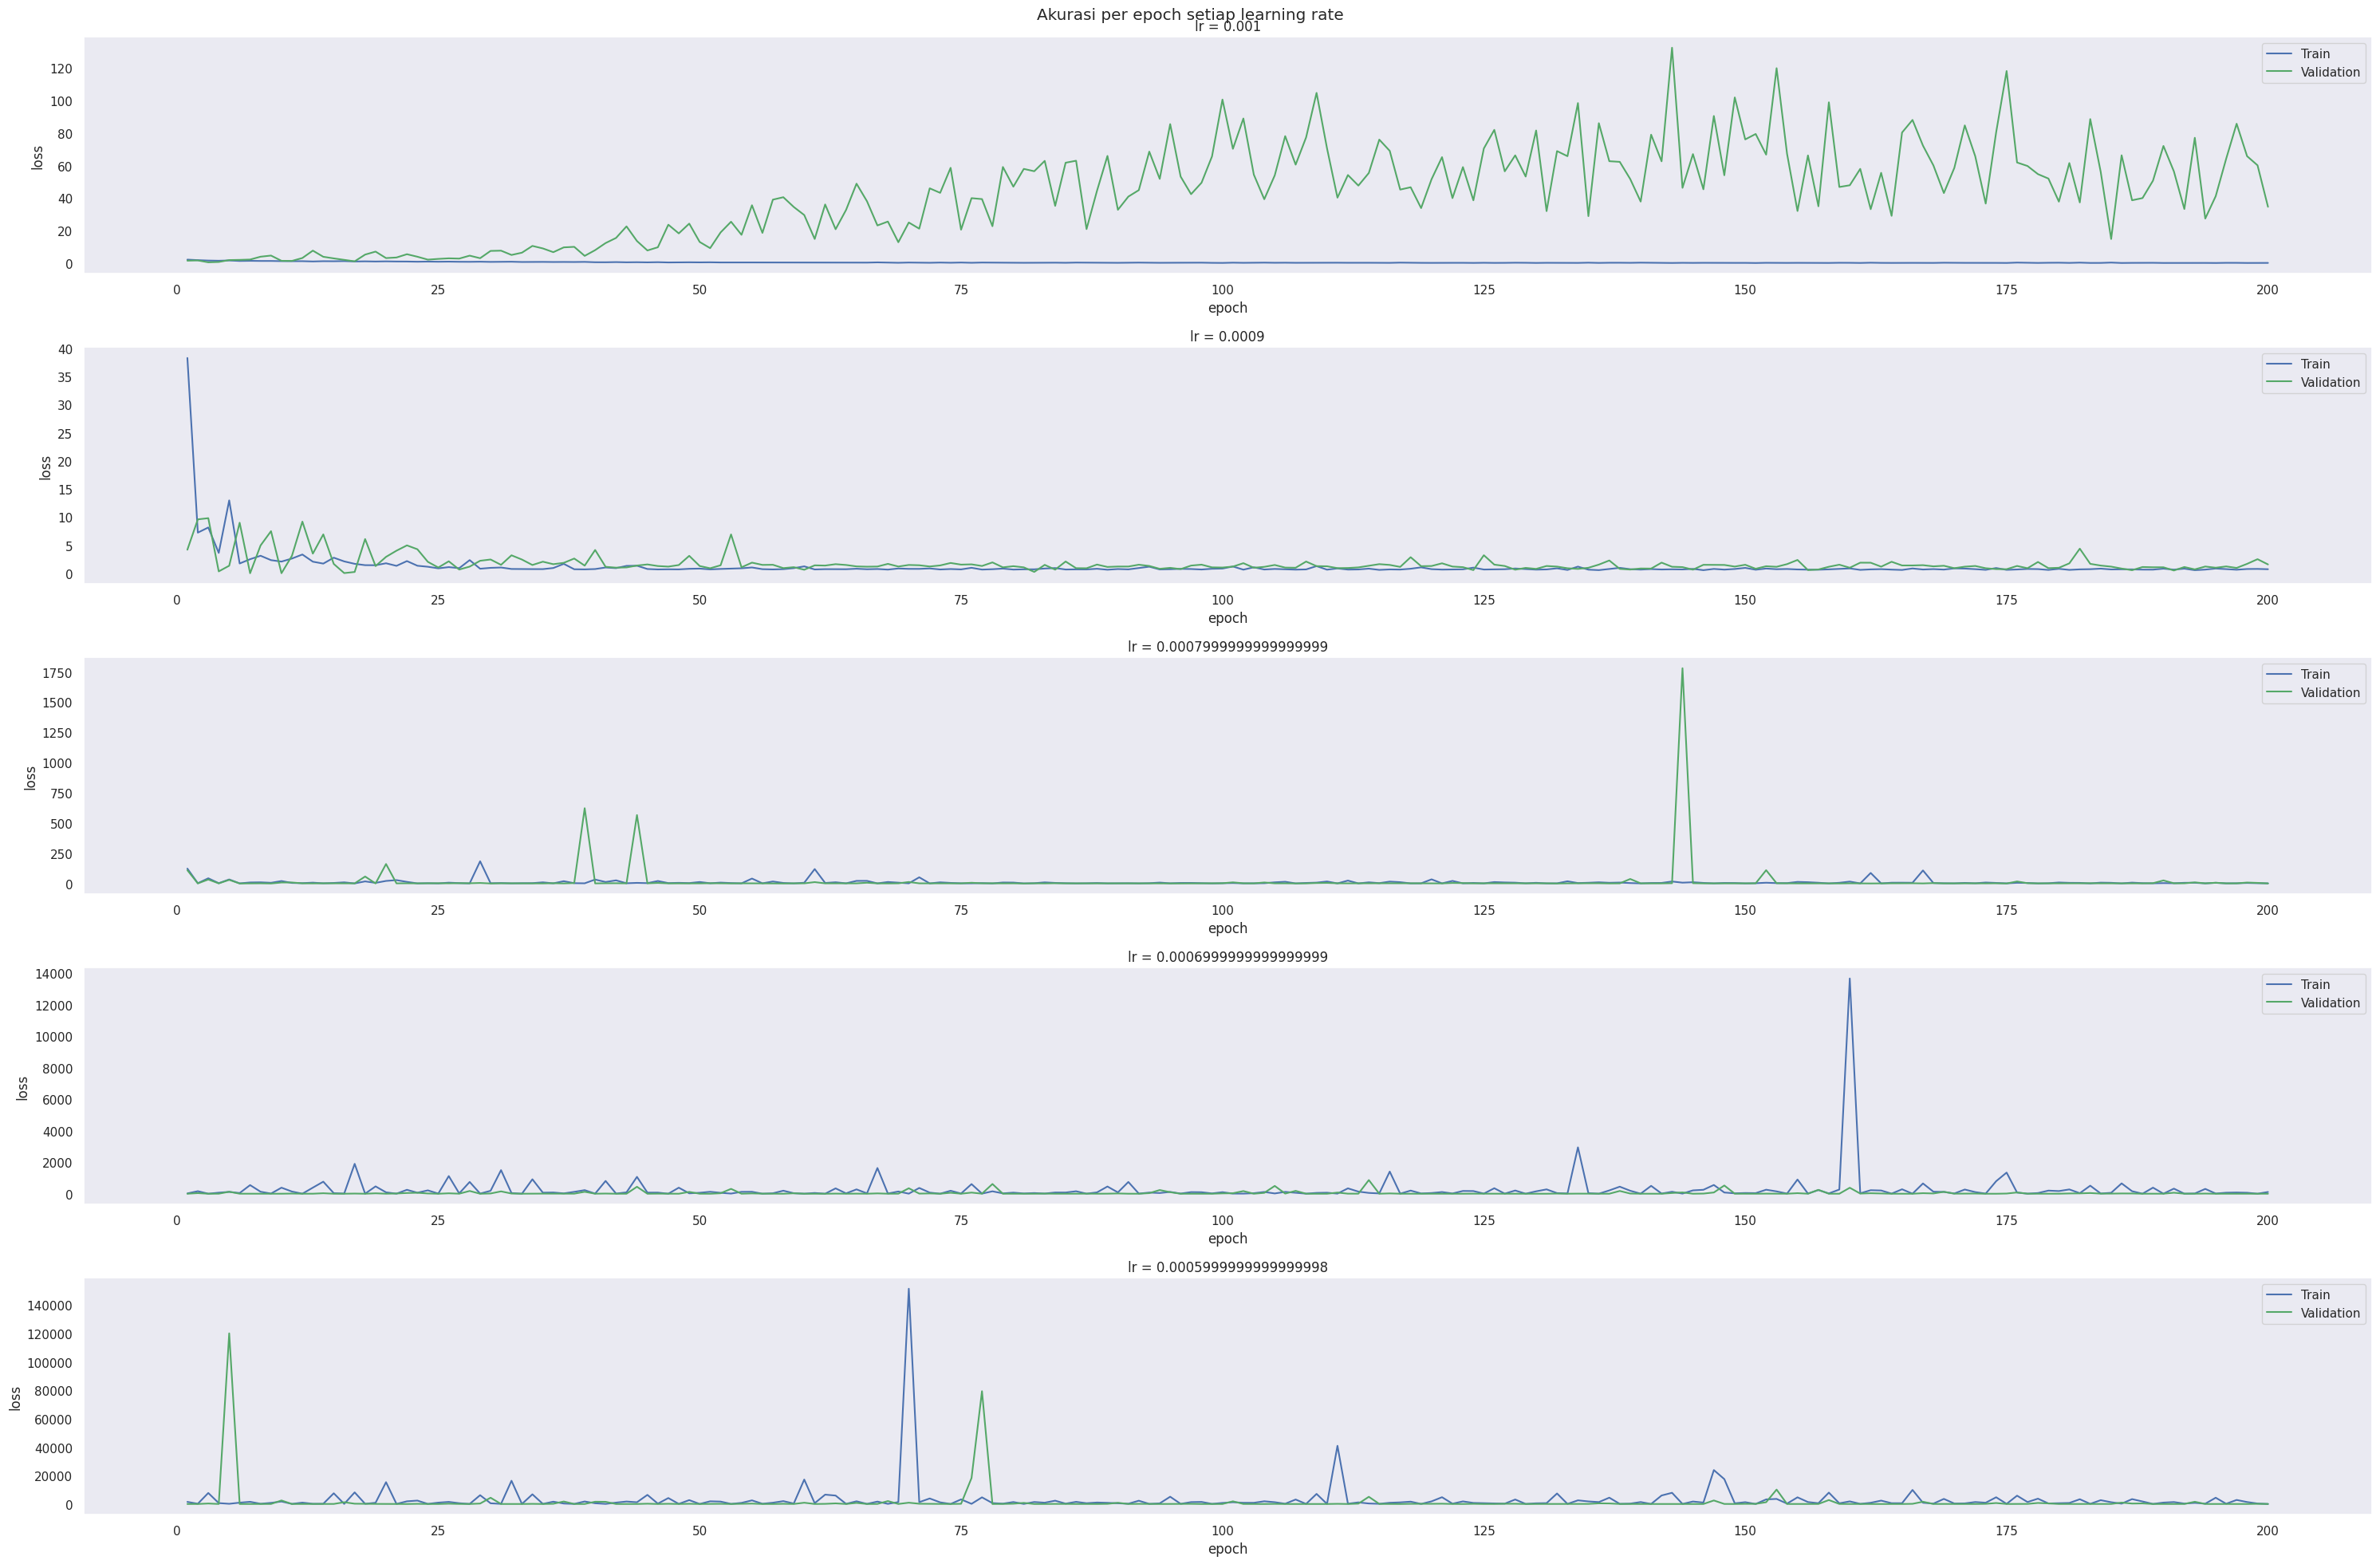 Akurasi per epoch setiap learning rate
lr = 0.001
120
100
80
60
40
20
0
loss
Train
Validation
0 25 50 75 100 125 150 175 200
epoch
lr = 0.0009
40
35
30
25
20
15
10
5
0
loss
Train
Validation
0 25 50 75 100 125 150 175 200
epoch
lr = 0.0007999999999999999
1750
1500
1250
1000
750
500
250
0
loss
Train
Validation
0 25 50 75 100 125 150 175 200
epoch
lr = 0.0006999999999999999
14000
12000
10000
8000
6000
4000
2000
0
loss
Train
Validation
0 25 50 75 100 125 150 175 200
epoch
lr = 0.0005999999999999998
140000
120000
100000
80000
60000
40000
20000
0
loss
Train
Validation
0 25 50 75 100 125 150 175 200
epoch